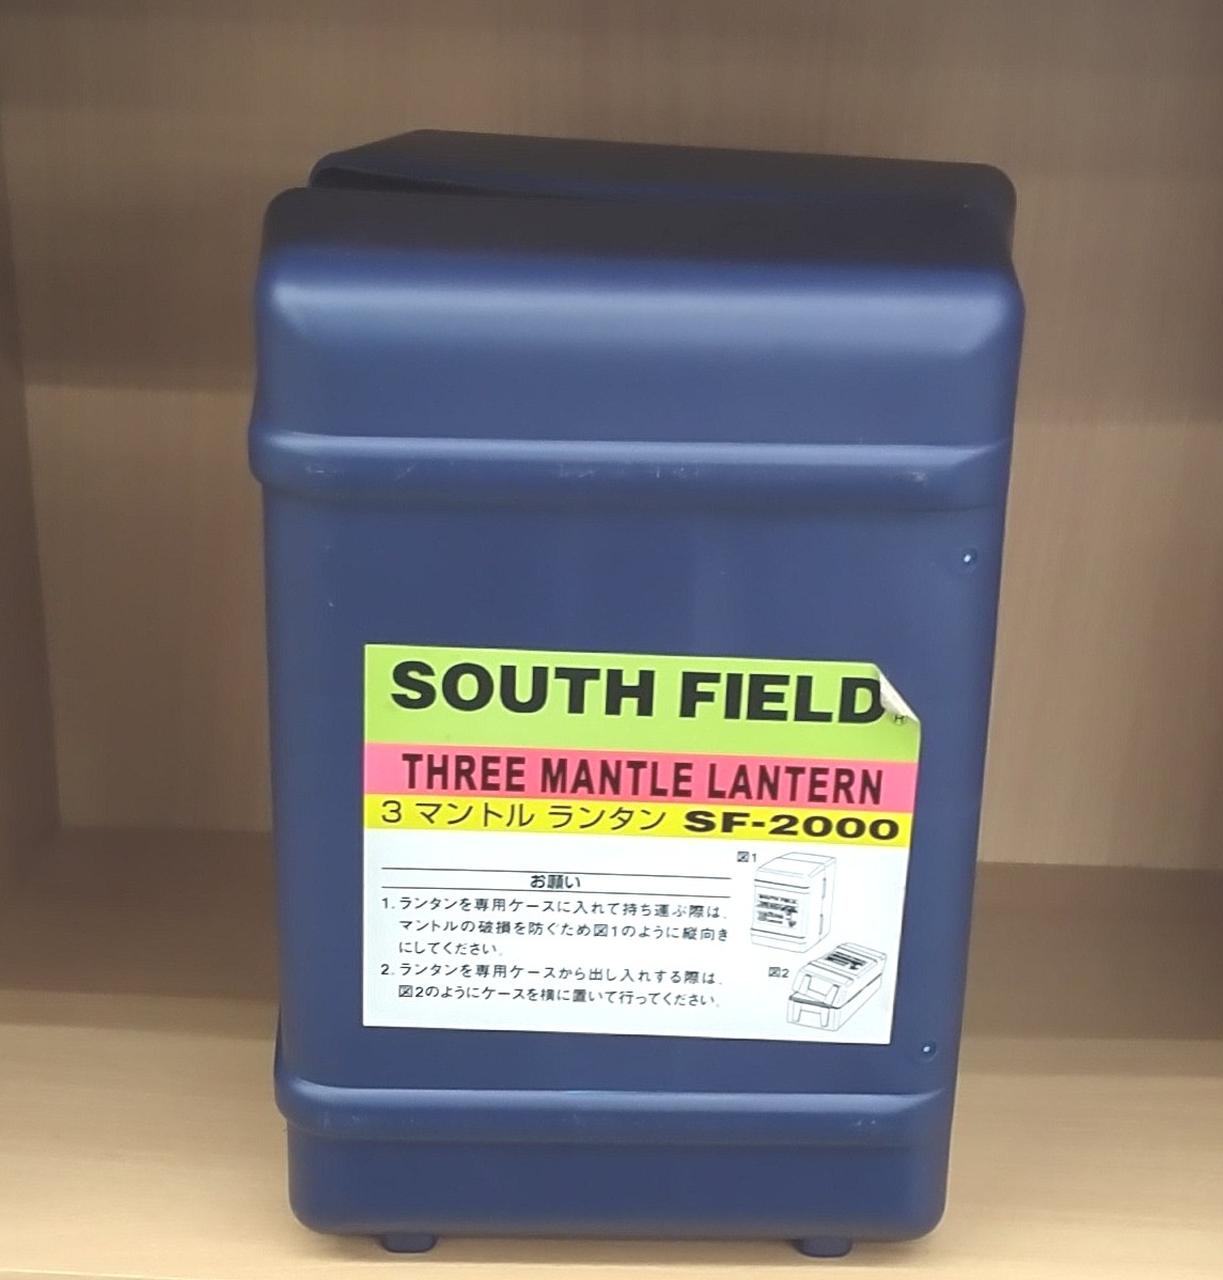 SOUTH FIELD®
THREE MANTLE LANTERN
3 マントル ランタン SF-2000
お願い
1. ランタンを専用ケースに入れて持ち運ぶ際は、
マントルの破損を防ぐため図1のように縦向き
にしてください。
2. ランタンを専用ケースから出し入れする際は、
図2のようにケースを横に置いて行ってください。
図1
SOUTH FIELD
図2